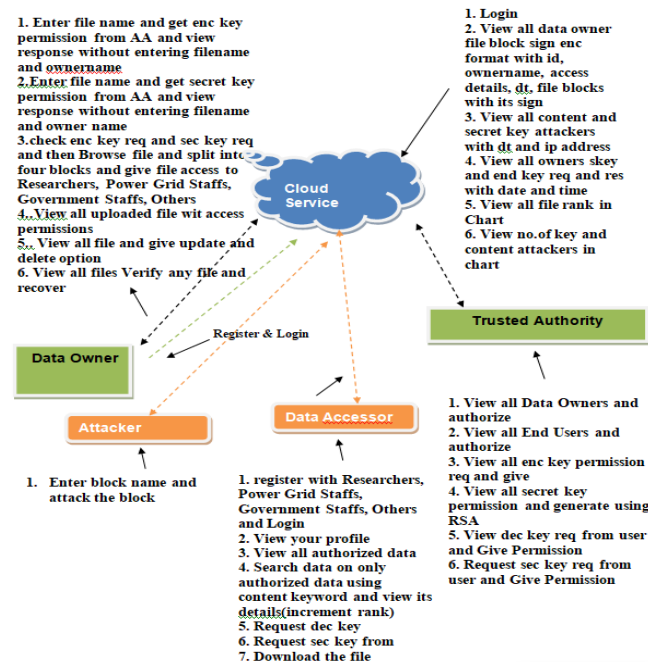 1. Enter file name and get enc key
permission from AA and view
response without entering filename
and ownername
2.Enter file name and get secret key
permission from AA and view
response without entering filename
and owner name
3.check enc key req and sec key req
and then Browse file and split into
four blocks and give file access to
Researchers, Power Grid Staffs,
Government Staffs, Others
4..View all uploaded file wit access
permissions
5.. View all file and give update and
delete option
6. View all files Verify any file and
recover
1. Login
2. View all data owner
file block sign enc
format with id,
ownername, access
details, dt, file blocks
with its sign
3. View all content and
secret key attackers
with dt and ip address
4. View all owners skey
and end key req and res
with date and time
5. View all file rank in
Chart
6. View no.of key and
content attackers in
chart
Cloud
Service
Register & Login
Trusted Authority
Data Owner
Attacker
Data Accessor
1. Enter block name and
attack the block
1. register with Researchers,
Power Grid Staffs,
Government Staffs, Others
and Login
2. View your profile
3. View all authorized data
4. Search data on only
authorized data using
content keyword and view its
details(increment rank)
5. Request dec key
6. Request sec key from
7. Download the file
1. View all Data Owners and
authorize
2. View all End Users and
authorize
3. View all enc key permission
req and give
4. View all secret key
permission and generate using
RSA
5. View dec key req from user
and Give Permission
6. Request sec key req from
user and Give Permission